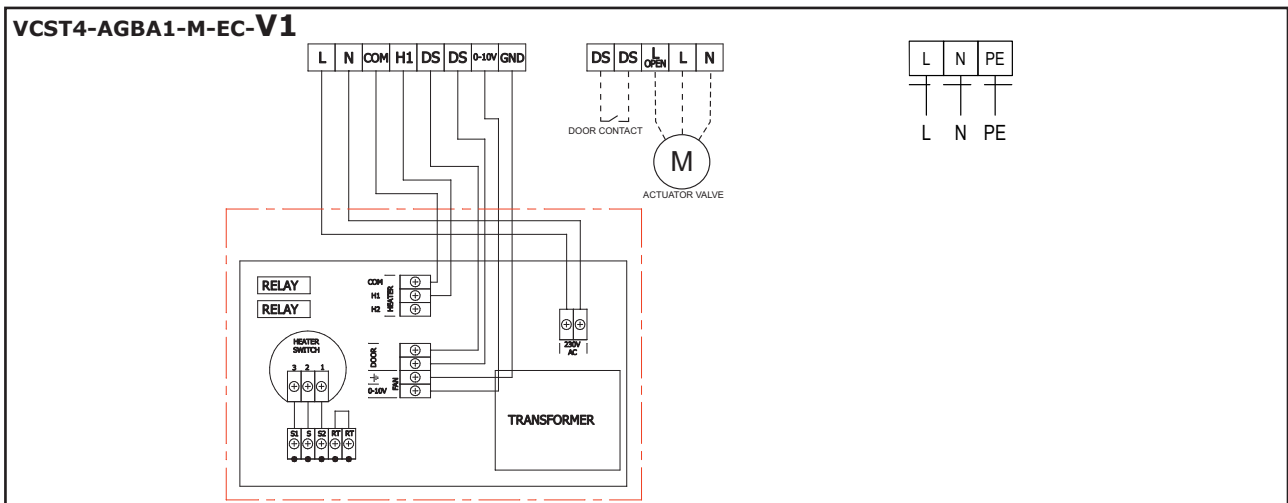 VCST4-AGBA1-M-EC-V1
L N COM H1 DS DS 0-10V GND
DS DS L OPEN L N
L N PE
DOOR CONTACT
L N PE
M
ACTUATOR VALVE
RELAY
RELAY
COM
H1
H2
HEATER
HEATER
SWITCH
3 2 1
DOOR
FAN
0-10V
230V
AC
TRANSFORMER
S1 S S2 RT RT